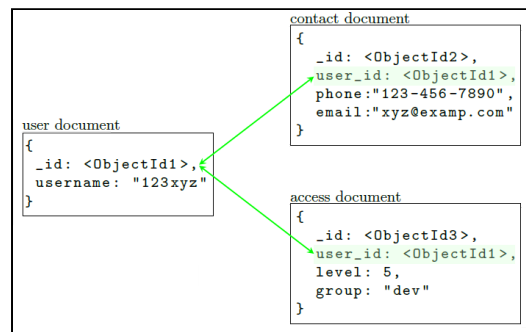 contact document
{
_id: <ObjectId2>,
user_id: <ObjectId1>,
phone:"123-456-7890",
email:"xyz@examp.com"
}
user document
{
_id: <ObjectId1>,
username: "123xyz"
}
access document
{
_id: <ObjectId3>,
user_id: <ObjectId1>,
level: 5,
group: "dev"
}